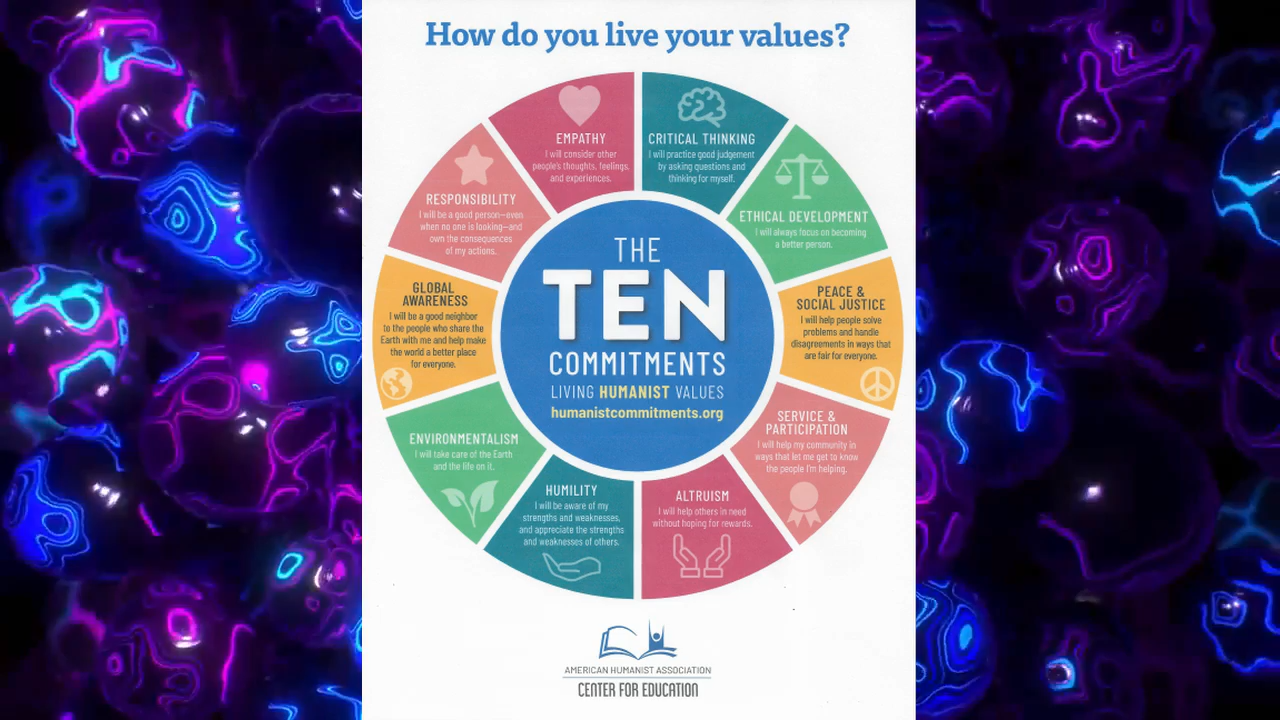 How do you live your values?
EMPATHY
I will consider other
people's thoughts, feelings,
and experiences.
CRITICAL THINKING
I will practice good judgement
by asking questions and
thinking for myself.
ETHICAL DEVELOPMENT
I will always focus on becoming
a better person.
PEACE &
SOCIAL JUSTICE
I will help people solve
problems and handle
disagreements in ways that
are fair for everyone.
SERVICE &
PARTICIPATION
I will help my community in
ways that let me get to know
the people I'm helping.
ALTRUISM
I will help others in need
without hoping for rewards.
HUMILITY
I will be aware of my
strengths and weaknesses,
and appreciate the strengths
and weaknesses of others.
ENVIRONMENTALISM
I will take care of the Earth
and the life on it.
GLOBAL
AWARENESS
I will be a good neighbor
to the people who share the
Earth with me and help make
the world a better place
for everyone.
RESPONSIBILITY
I will be a good person—even
when no one is looking—and
own the consequences
of my actions.
THE
TEN
COMMITMENTS
LIVING HUMANIST VALUES
humanistcommitments.org
AMERICAN HUMANIST ASSOCIATION
CENTER FOR EDUCATION